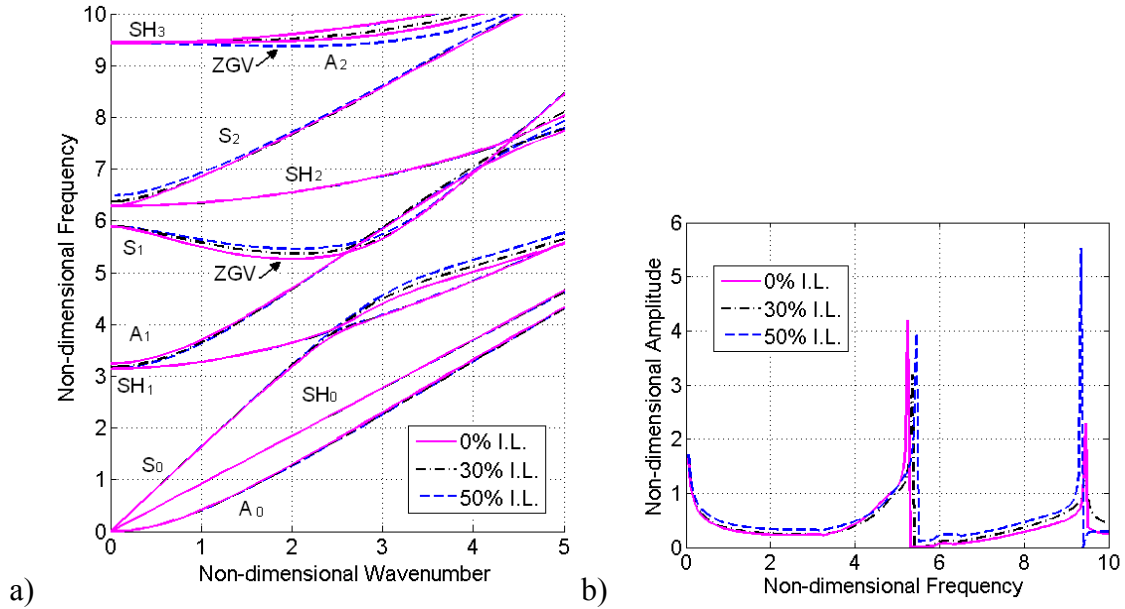 10
9
8
7
6
5
4
3
2
1
0
Non-dimensional Frequency
SH3
ZGV
A2
S2
SH2
S1
ZGV
A1
SH1
SH0
S0
A0
0% I.L.
30% I.L.
50% I.L.
0 1 2 3 4 5
Non-dimensional Wavenumber
a)
6
5
4
3
2
1
0
Non-dimensional Amplitude
0% I.L.
30% I.L.
50% I.L.
0 2 4 6 8 10
Non-dimensional Frequency
b)